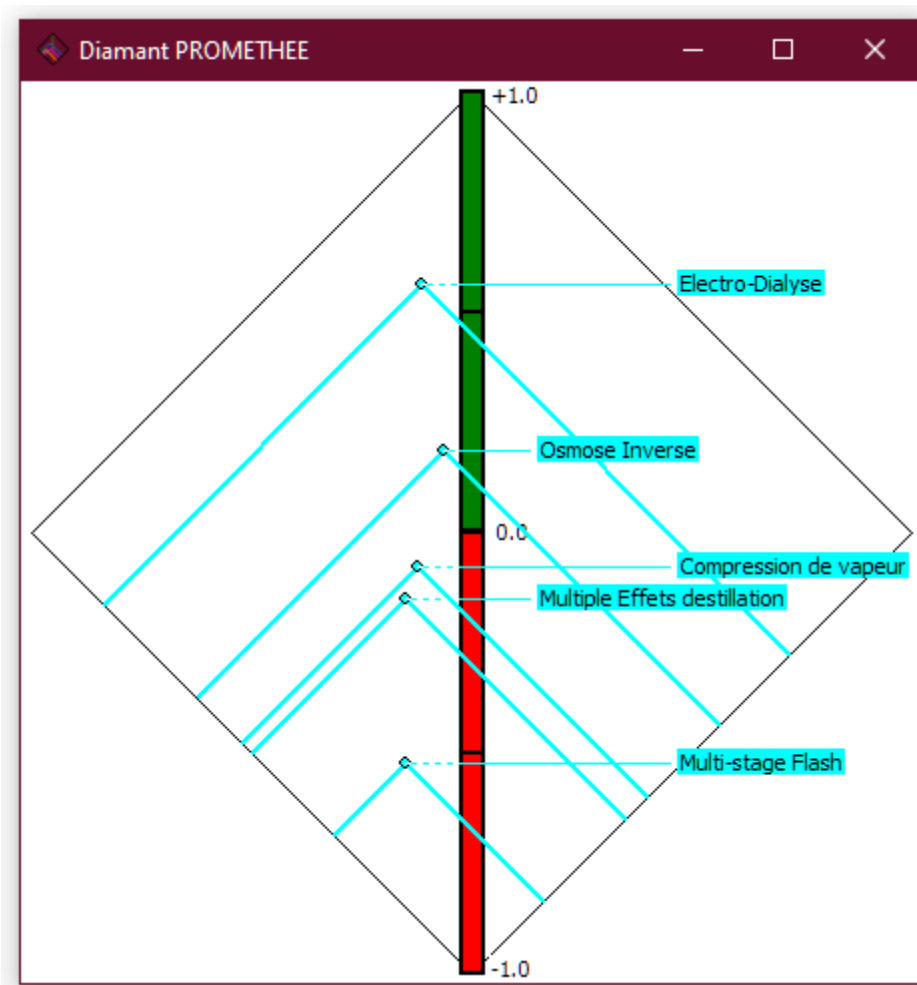 Diamant PROMETHEE
+1.0
Electro-Dialyse
Osmose Inverse
0.0
Compression de vapeur
Multiple Effets destillation
Multi-stage Flash
-1.0